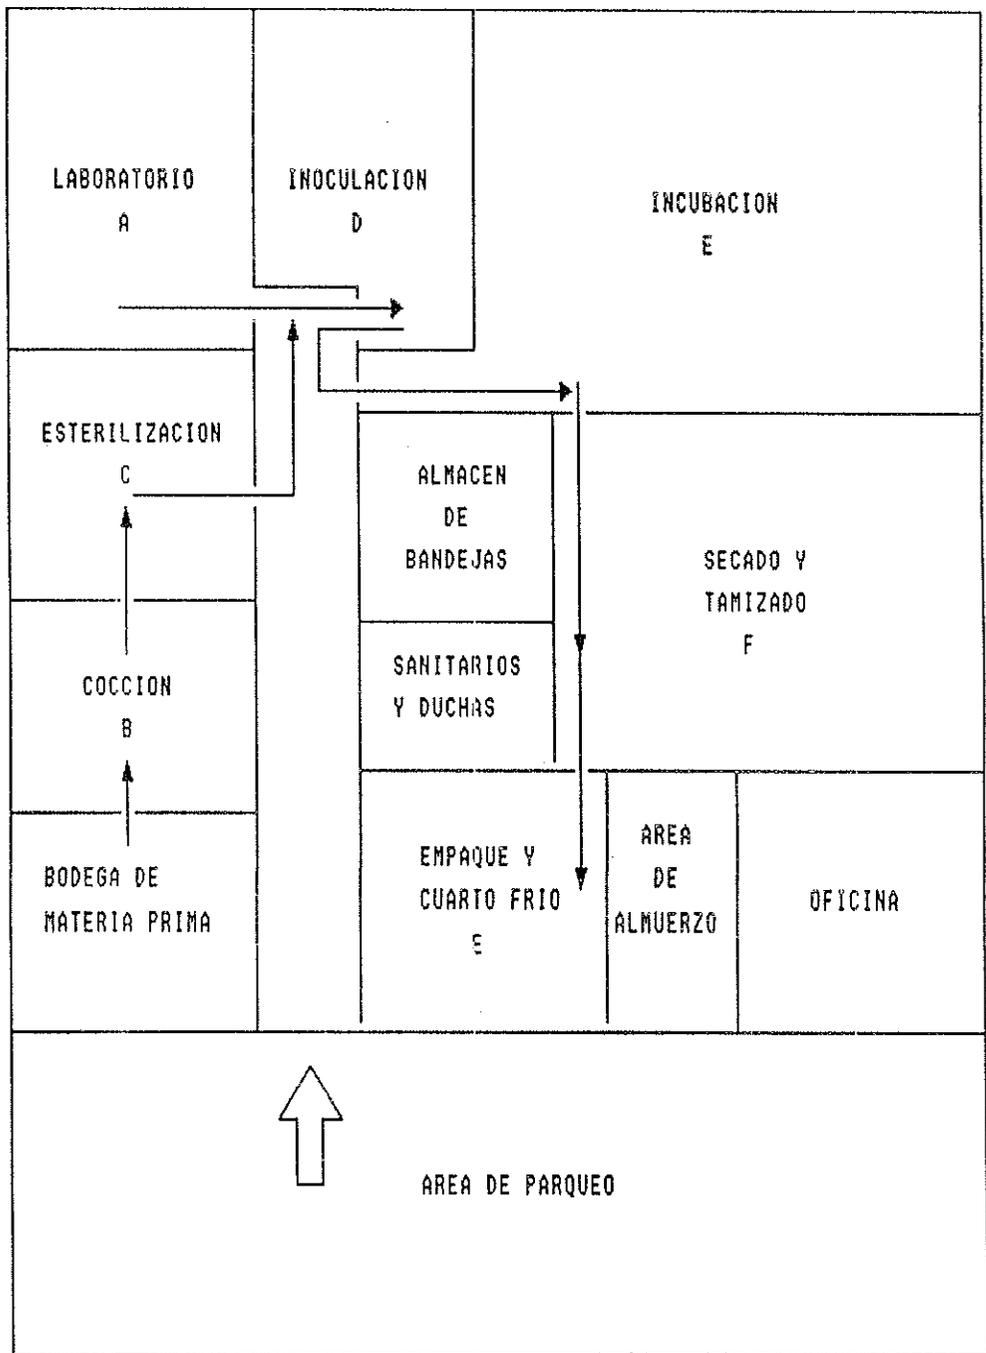 LABORATORIO
A
INOCULACION
D
INCUBACION
E
ESTERILIZACION
C
ALMACEN
DE
BANDEJAS
SECADO Y
TAMIZADO
F
COCCION
B
SANITARIOS
Y DUCHAS
BODEGA DE
MATERIA PRIMA
EMPAQUE Y
CUARTO FRIO
E
AREA
DE
ALMUERZO
OFICINA
AREA DE PARQUEO